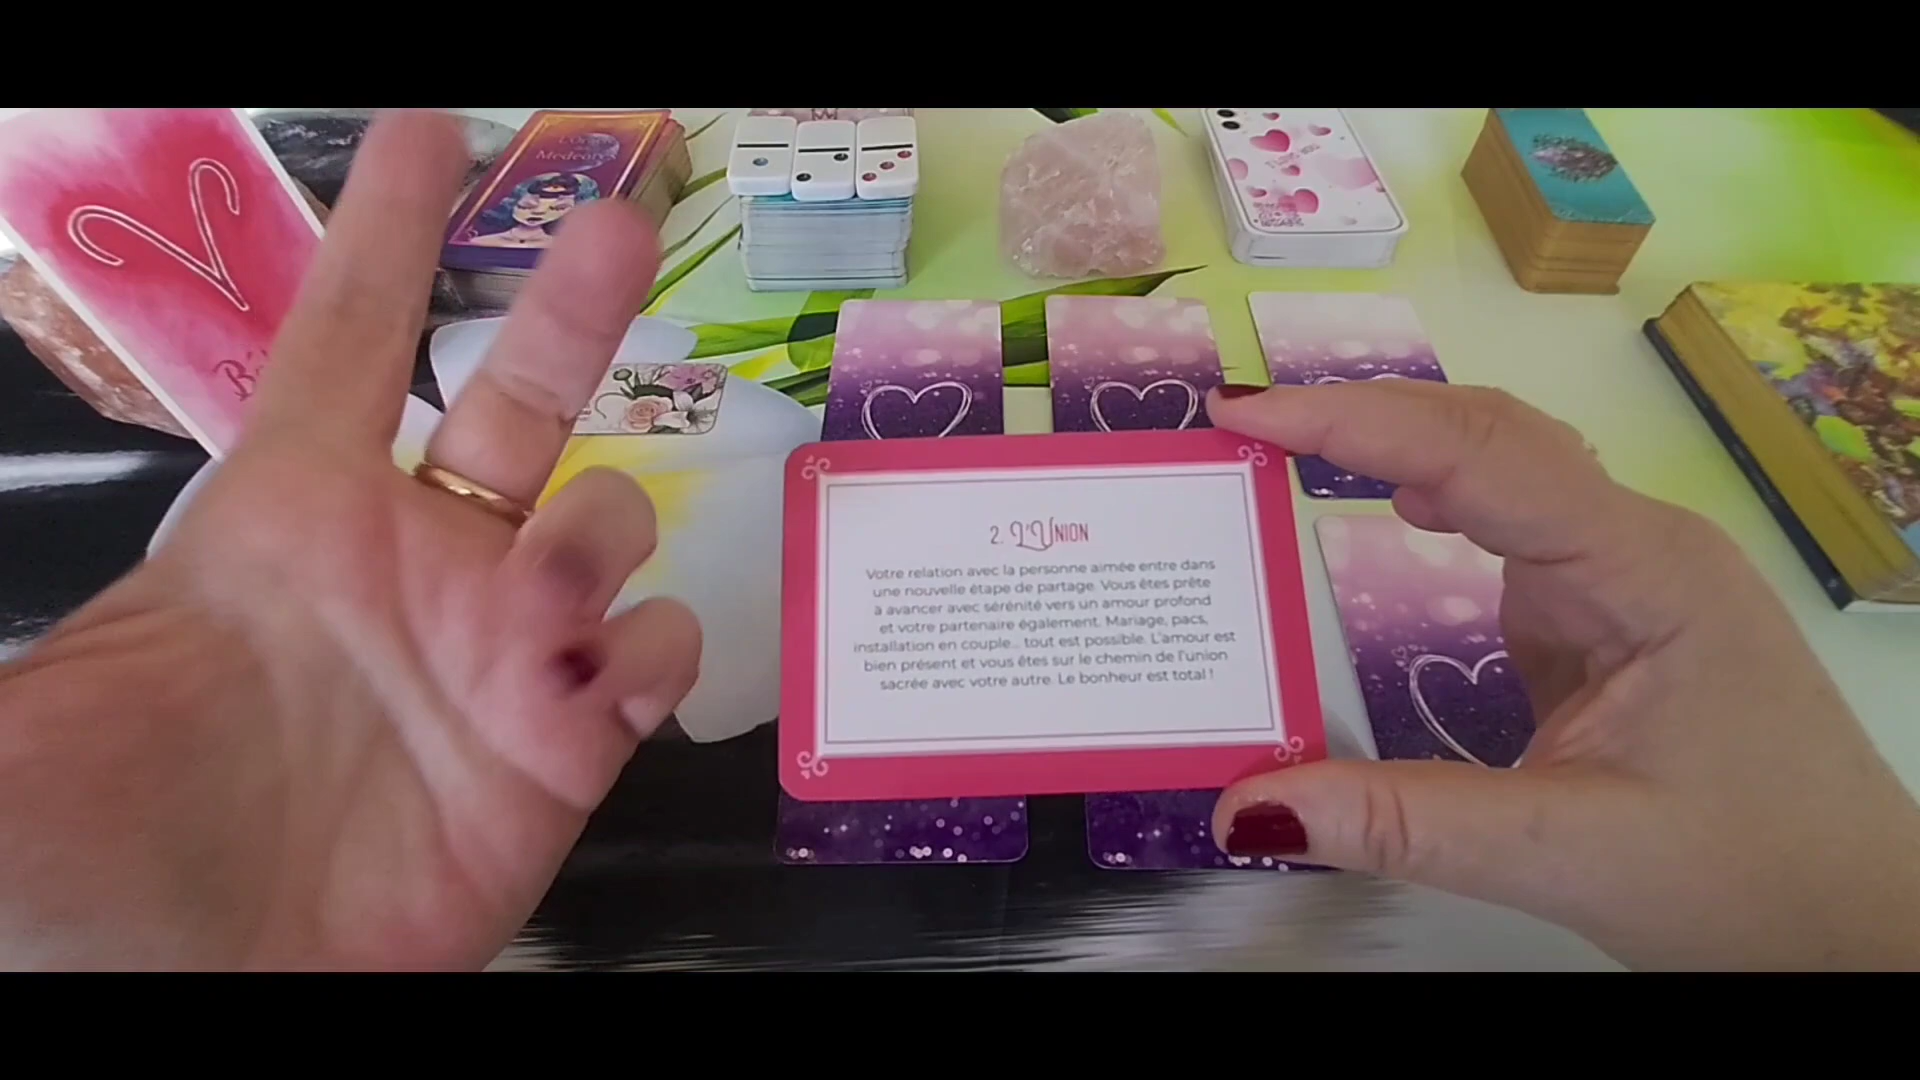 L'Oracle
Medeores
Bélier
2. L'UNION
Votre relation avec la personne aimée entre dans
une nouvelle étape de partage. Vous êtes prête
à avancer avec sérénité vers un amour profond
et votre partenaire également. Mariage, pacs,
installation en couple... tout est possible. L'amour est
bien présent et vous êtes sur le chemin de l'union
sacrée avec votre autre. Le bonheur est total !